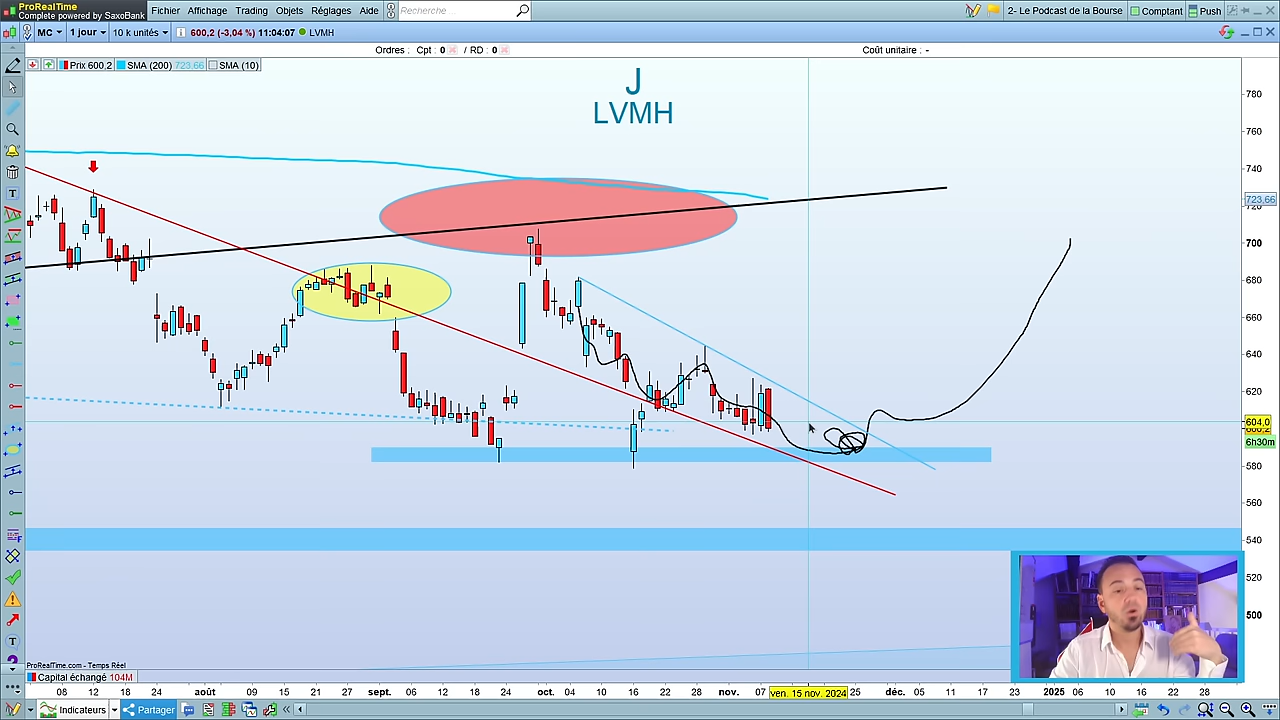 ProRealTime
Complete powered by SaxoBank
Fichier Affichage Trading Objets Réglages Aide Recherche 2- Le Podcast de la Bourse Comptant Push
MC 1 jour 10 k unités 600,2 (-3,04 %) 11:04:07 LVMH
Ordres : Cpt : 0 / RD : 0 Coût unitaire : -
Prix 600,2 SMA (200) 723.66 SMA (10)
J
LVMH
780
760
740
723,66
700
680
660
640
620
604,0
6h30m
580
560
540
520
500
ProRealTime.com - Temps Réel
Capital échangé 104M
08 12 18 24 août 09 15 21 27 sept. 06 12 18 24 oct. 04 10 16 22 28 nov. 07 ven. 15 nov. 2024 25 déc. 05 11 17 23 2025 06 10 16 22 28
Indicateurs Partager